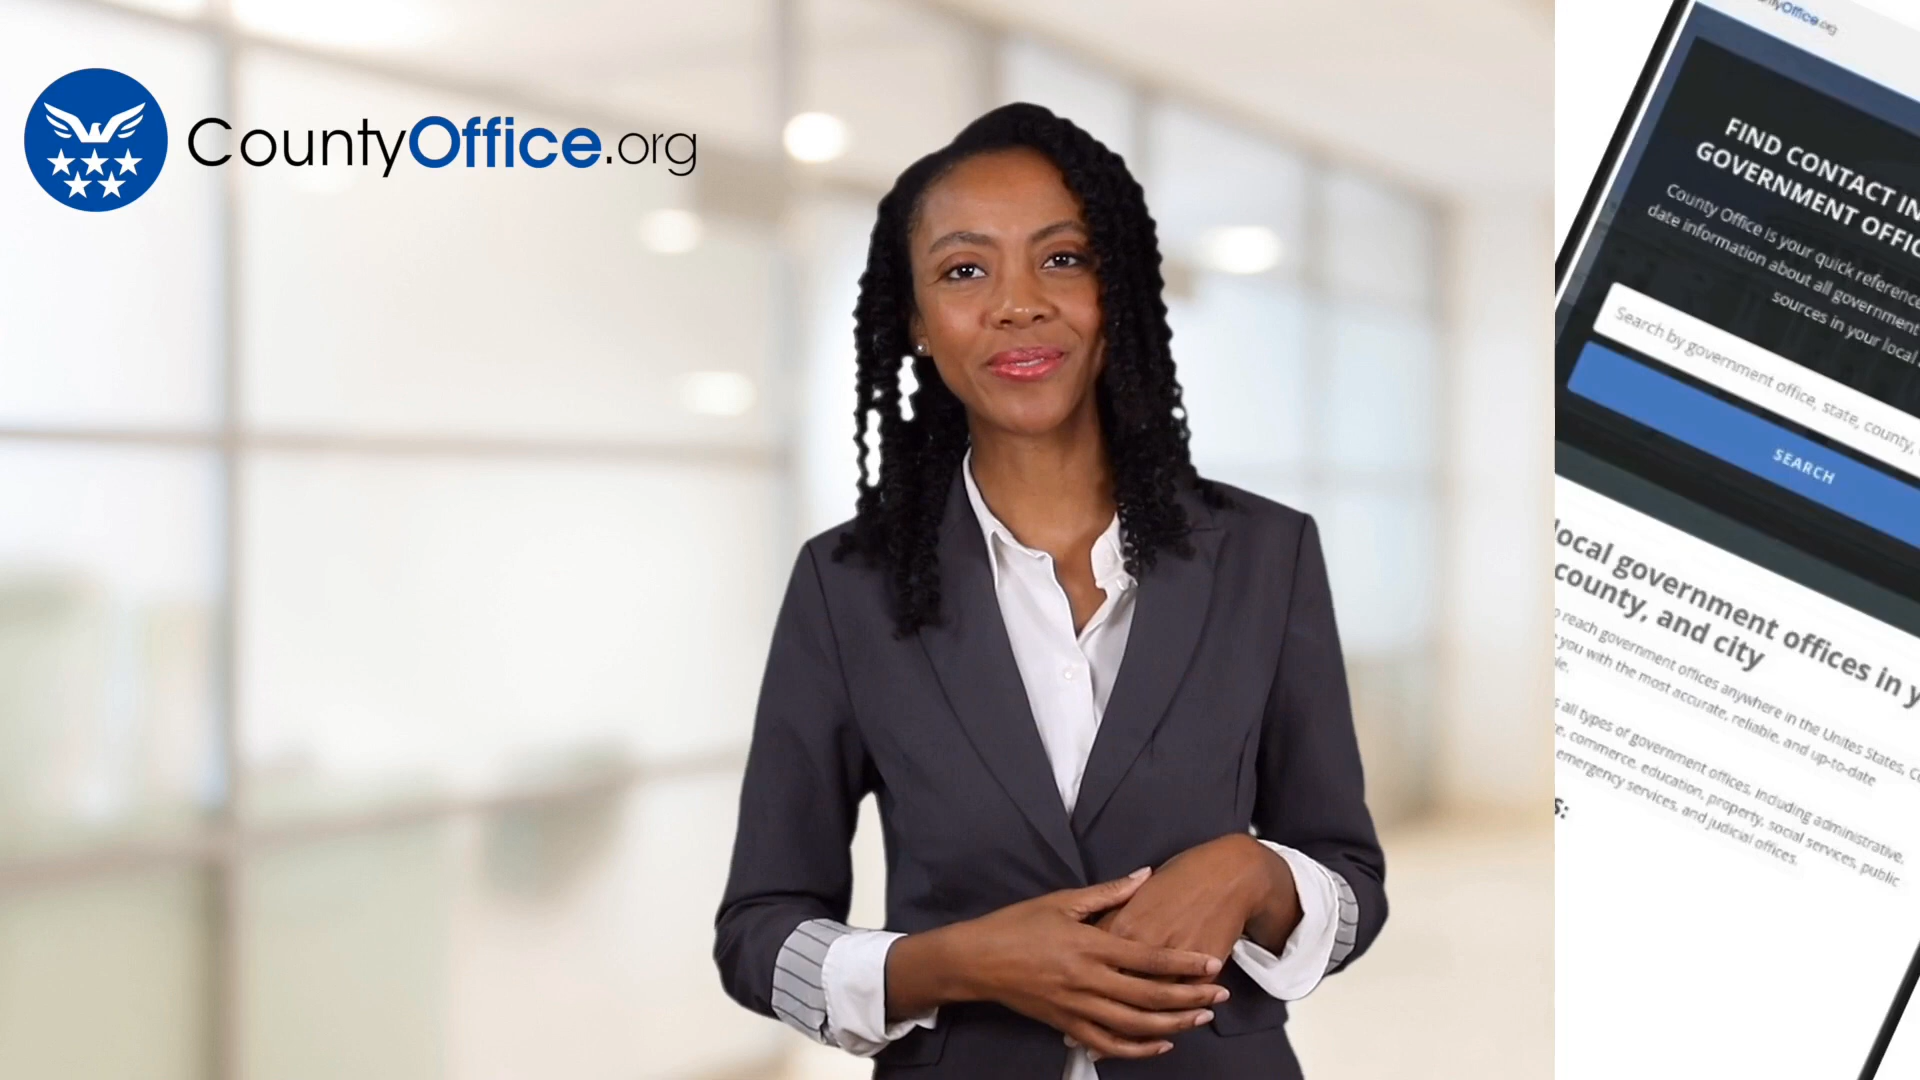 CountyOffice.org
Office.org
FIND CONTACT
GOVERNMENT
County Office is your quick reference
date information about all government
sources in your local
Search by government office, state, county,
SEARCH
local government offices in
county, and city
reach government offices anywhere in the Unites States,
you with the most accurate, reliable, and up-to-date
all types of government offices, including administrative,
commerce, education, property, social services, public
emergency services, and judicial offices.